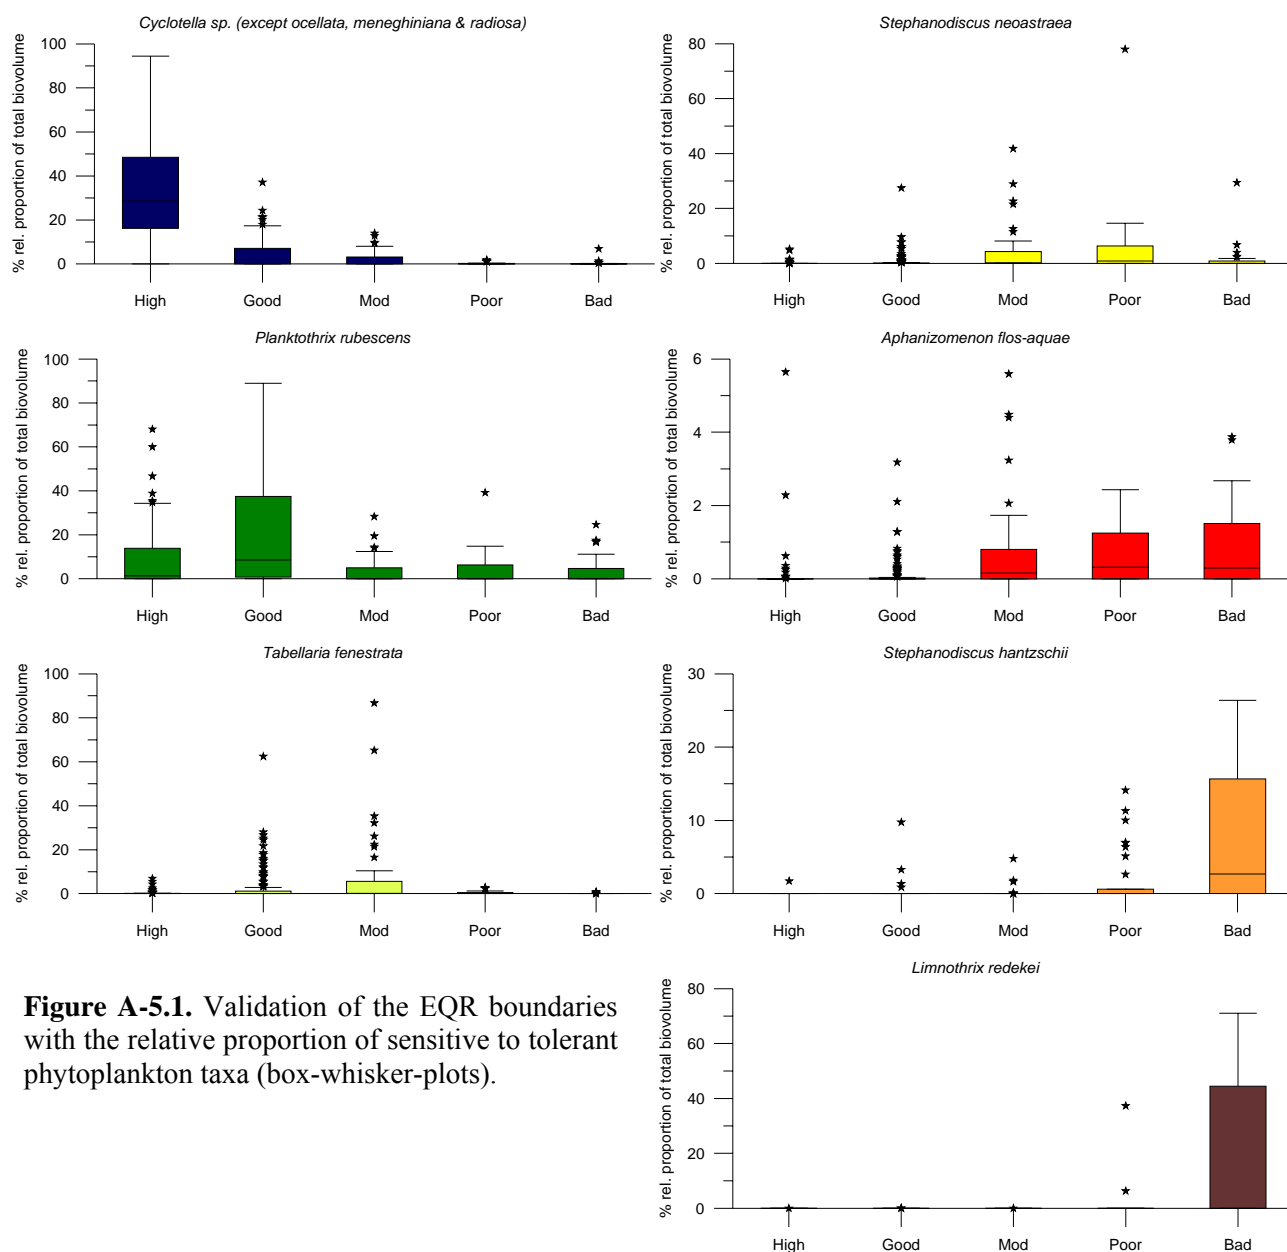 Cyclotella sp. (except ocellata, meneghiniana & radiosa)
% rel. proportion of total biovolume
100
80
60
40
20
0
High Good Mod Poor Bad
Stephanodiscus neoastraea
% rel. proportion of total biovolume
80
60
40
20
0
High Good Mod Poor Bad
Planktothrix rubescens
% rel. proportion of total biovolume
100
80
60
40
20
0
High Good Mod Poor Bad
Aphanizomenon flos-aquae
% rel. proportion of total biovolume
6
4
2
0
High Good Mod Poor Bad
Tabellaria fenestrata
% rel. proportion of total biovolume
100
80
60
40
20
0
High Good Mod Poor Bad
Stephanodiscus hantzschii
% rel. proportion of total biovolume
30
20
10
0
High Good Mod Poor Bad
Limnothrix redekei
% rel. proportion of total biovolume
80
60
40
20
0
High Good Mod Poor Bad
Figure A-5.1. Validation of the EQR boundaries
with the relative proportion of sensitive to tolerant
phytoplankton taxa (box-whisker-plots).